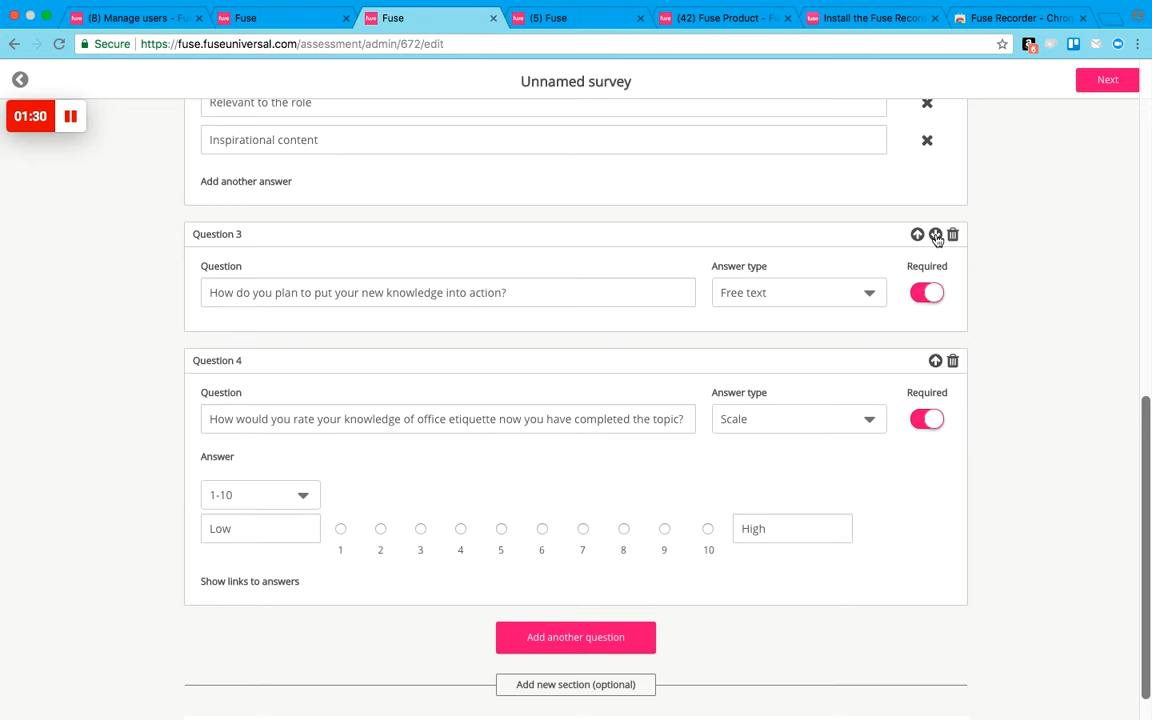 (8) Manage users - Fus
Fuse
Fuse
(5) Fuse
(42) Fuse Product - F
Install the Fuse Record
Fuse Recorder - Chrom
Secure
https://fuse.fuseuniversal.com/assessment/admin/672/edit
Unnamed survey
Next
01:30
Relevant to the role
Inspirational content
Add another answer
Question 3
Question
Answer type
Required
How do you plan to put your new knowledge into action?
Free text
Question 4
Question
Answer type
Required
How would you rate your knowledge of office etiquette now you have completed the topic?
Scale
Answer
1-10
Low
High
1 2 3 4 5 6 7 8 9 10
Show links to answers
Add another question
Add new section (optional)